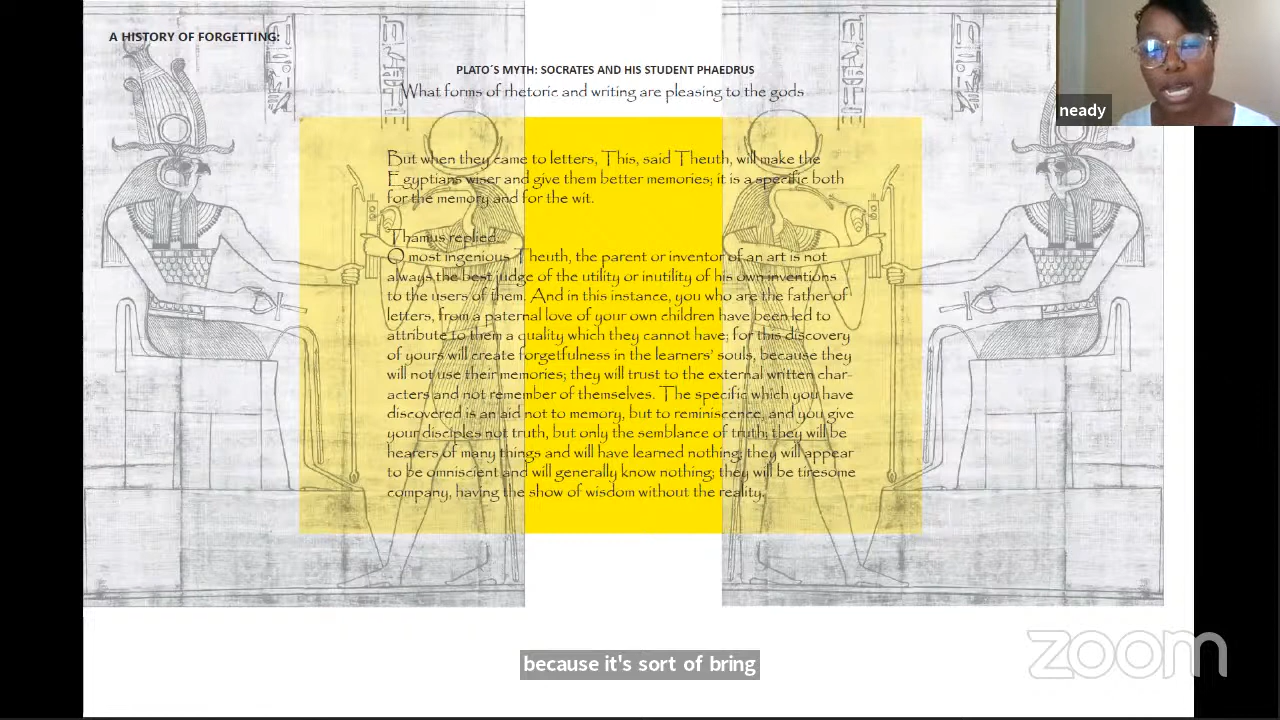 A HISTORY OF FORGETTING:
PLATO´S MYTH: SOCRATES AND HIS STUDENT PHAEDRUS
What forms of rhetoric and writing are pleasing to the gods
neady
But when they came to letters, This, said Theuth, will make the
Egyptians wiser and give them better memories; it is a specific both
for the memory and for the wit.
Thamus replied...
O most ingenious Theuth, the parent or inventor of an art is not
always the best judge of the utility or inutility of his own inventions
to the users of them. And in this instance, you who are the father of
letters, from a paternal love of your own children have been led to
attribute to them a quality which they cannot have; for this discovery
of yours will create forgetfulness in the learners' souls, because they
will not use their memories; they will trust to the external written char-
acters and not remember of themselves. The specific which you have
discovered is an aid not to memory, but to reminiscence, and you give
your disciples not truth, but only the semblance of truth; they will be
hearers of many things and will have learned nothing; they will appear
to be omniscient and will generally know nothing; they will be tiresome
company, having the show of wisdom without the reality.
because it's sort of bring
zoom